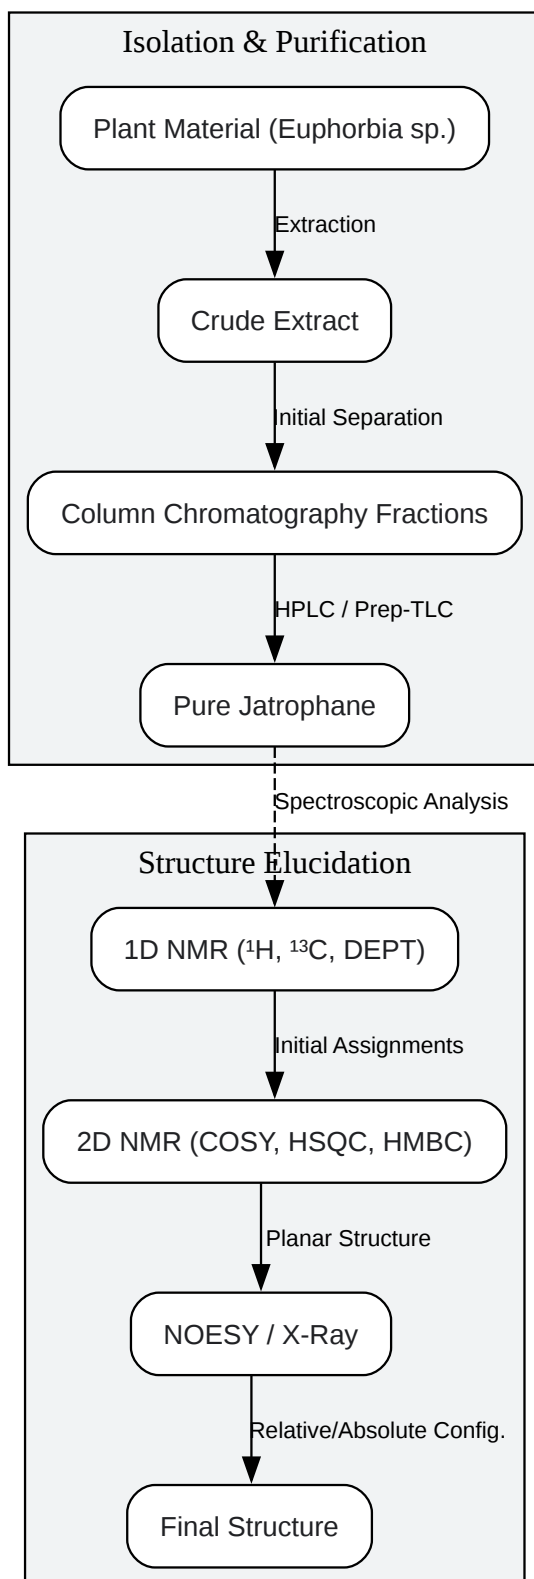 Isolation & Purification
Plant Material (Euphorbia sp.)
Extraction
Crude Extract
Initial Separation
Column Chromatography Fractions
HPLC / Prep-TLC
Pure Jatrophane
Spectroscopic Analysis
Structure Elucidation
1D NMR (¹H, ¹³C, DEPT)
Initial Assignments
2D NMR (COSY, HSQC, HMBC)
Planar Structure
NOESY / X-Ray
Relative/Absolute Config.
Final Structure